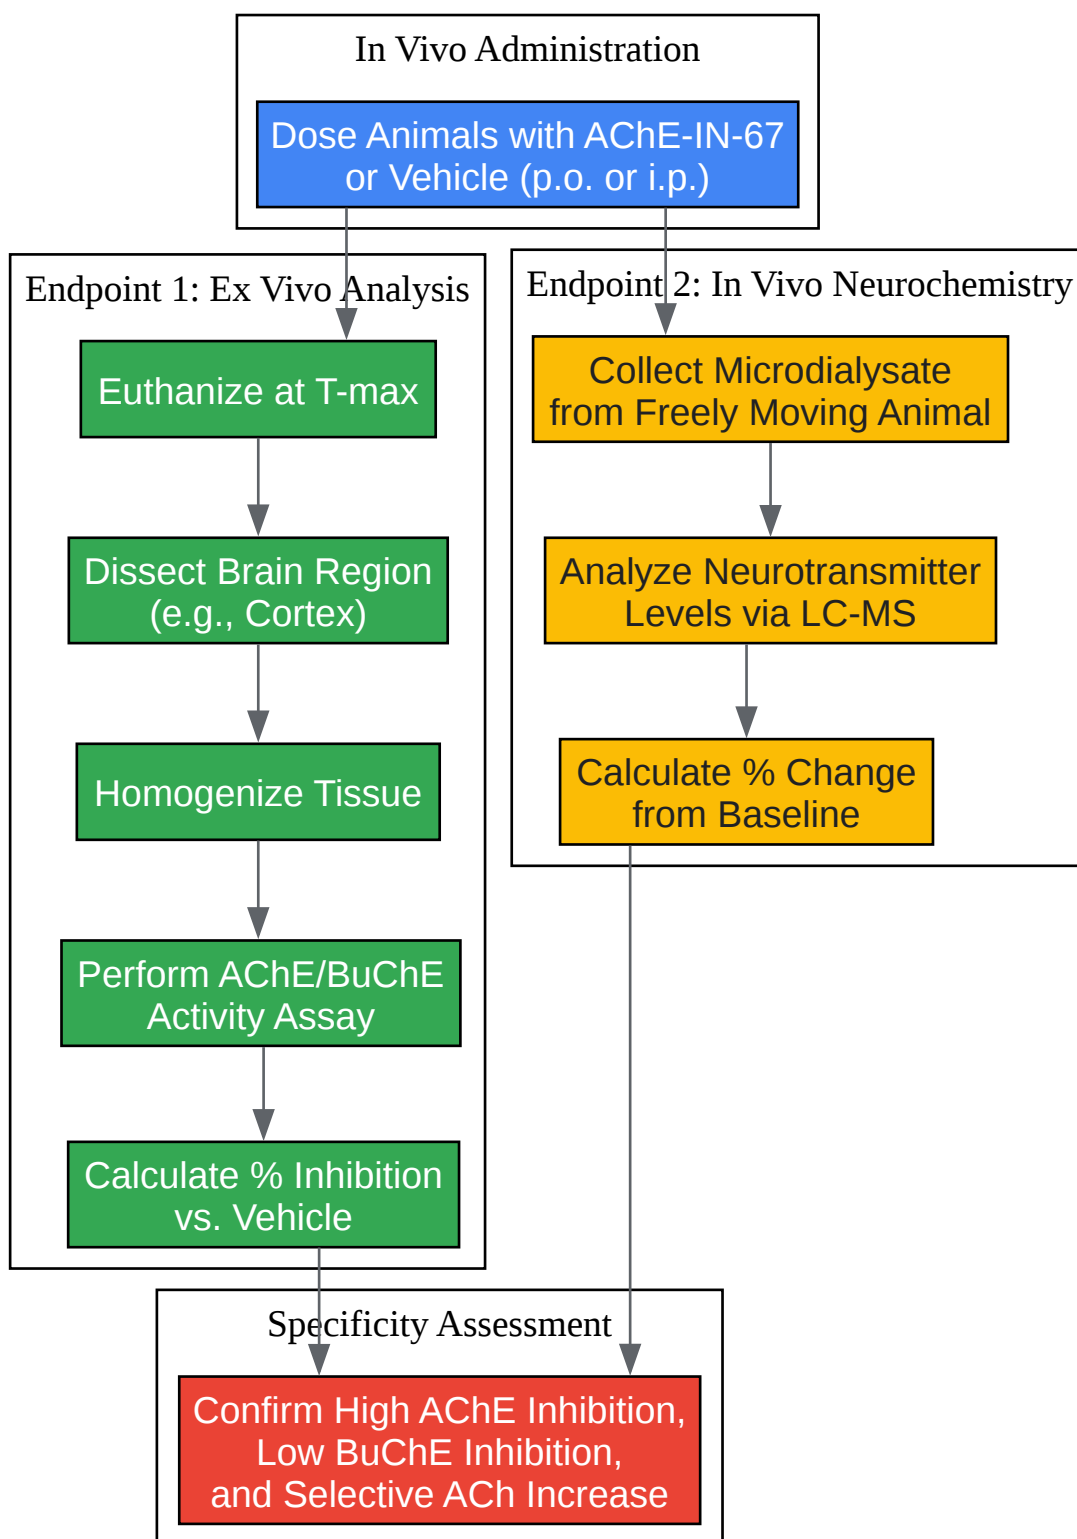 In Vivo Administration
Dose Animals with AChE-IN-67
or Vehicle (p.o. or i.p.)
Endpoint 1: Ex Vivo Analysis
Euthanize at T-max
Dissect Brain Region
(e.g., Cortex)
Homogenize Tissue
Perform AChE/BuChE
Activity Assay
Calculate % Inhibition
vs. Vehicle
Endpoint 2: In Vivo Neurochemistry
Collect Microdialysate
from Freely Moving Animal
Analyze Neurotransmitter
Levels via LC-MS
Calculate % Change
from Baseline
Specificity Assessment
Confirm High AChE Inhibition,
Low BuChE Inhibition,
and Selective ACh Increase